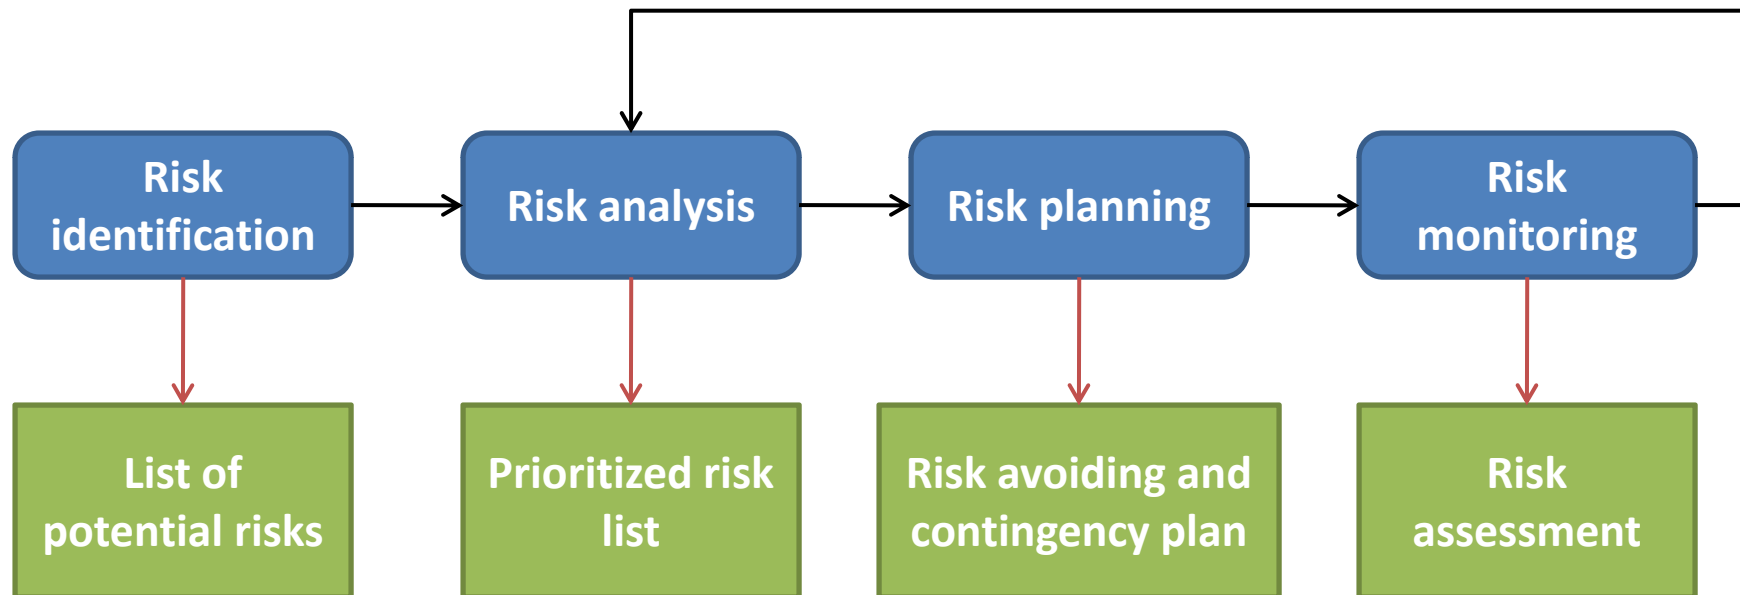 Risk
identification
Risk analysis
Risk planning
Risk
monitoring
List of
potential risks
Prioritized risk
list
Risk avoiding and
contingency plan
Risk
assessment